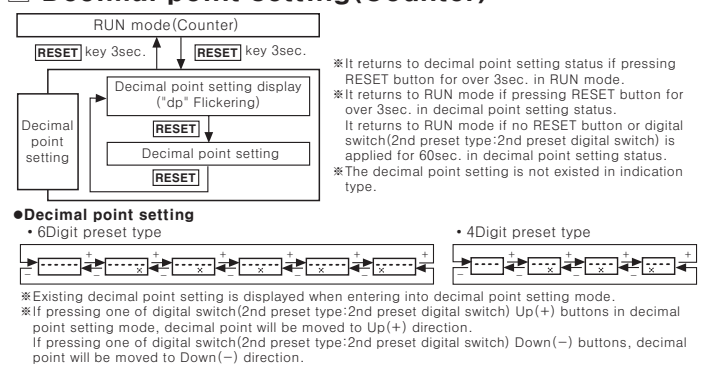 Decimal point setting(Counter)
RUN mode(Counter)
RESET key 3sec.
RESET key 3sec.
Decimal point setting display
("dp" Flickering)
RESET
Decimal point setting
RESET
Decimal
point
setting
※It returns to decimal point setting status if pressing
RESET button for over 3sec. in RUN mode.
※It returns to RUN mode if pressing RESET button for
over 3sec. in decimal point setting status.
It returns to RUN mode if no RESET button or digital
switch(2nd preset type:2nd preset digital switch) is
applied for 60sec. in decimal point setting status.
※The decimal point setting is not existed in indication
type.
●Decimal point setting
• 6Digit preset type
• 4Digit preset type
+ + + + + +
− − − − − −
+ + + +
− − − −
※Existing decimal point setting is displayed when entering into decimal point setting mode.
※If pressing one of digital switch(2nd preset type:2nd preset digital switch) Up(+) buttons in decimal
point setting mode, decimal point will be moved to Up(+) direction.
If pressing one of digital switch(2nd preset type:2nd preset digital switch) Down(−) buttons, decimal
point will be moved to Down(−) direction.